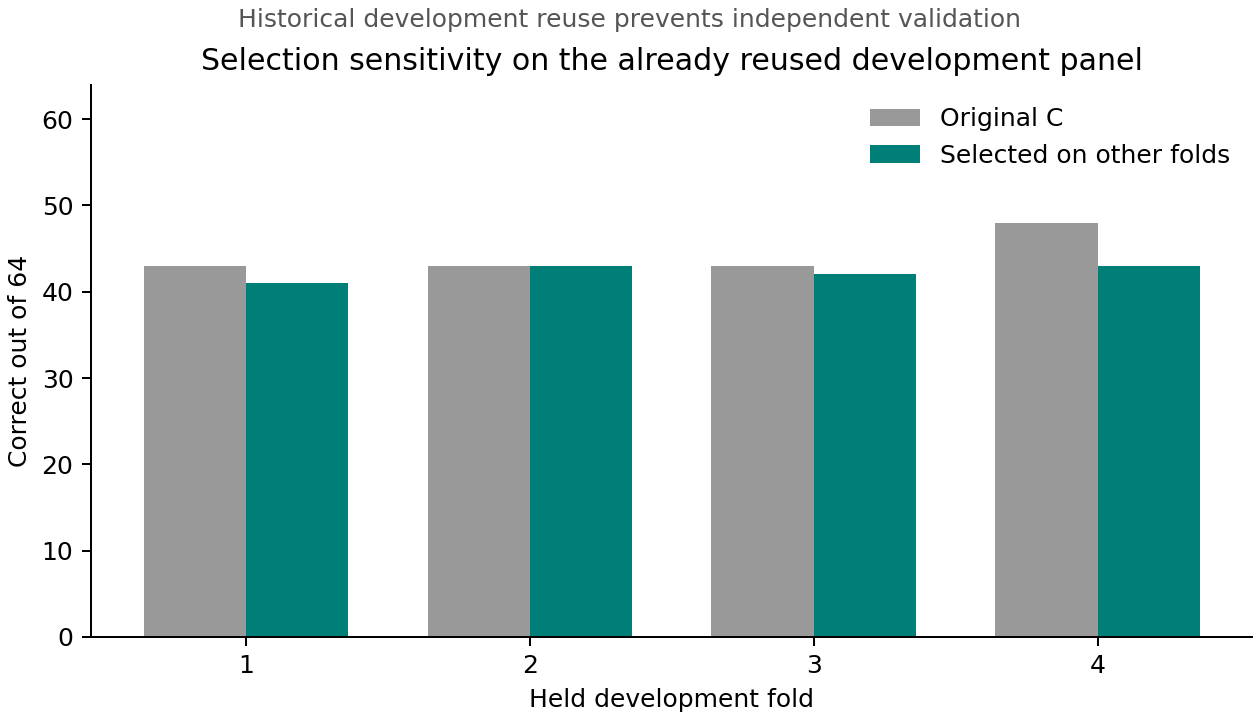 Historical development reuse prevents independent validation
Selection sensitivity on the already reused development panel
Original C
Selected on other folds
Correct out of 64
60
50
40
30
20
10
0
1
2
3
4
Held development fold